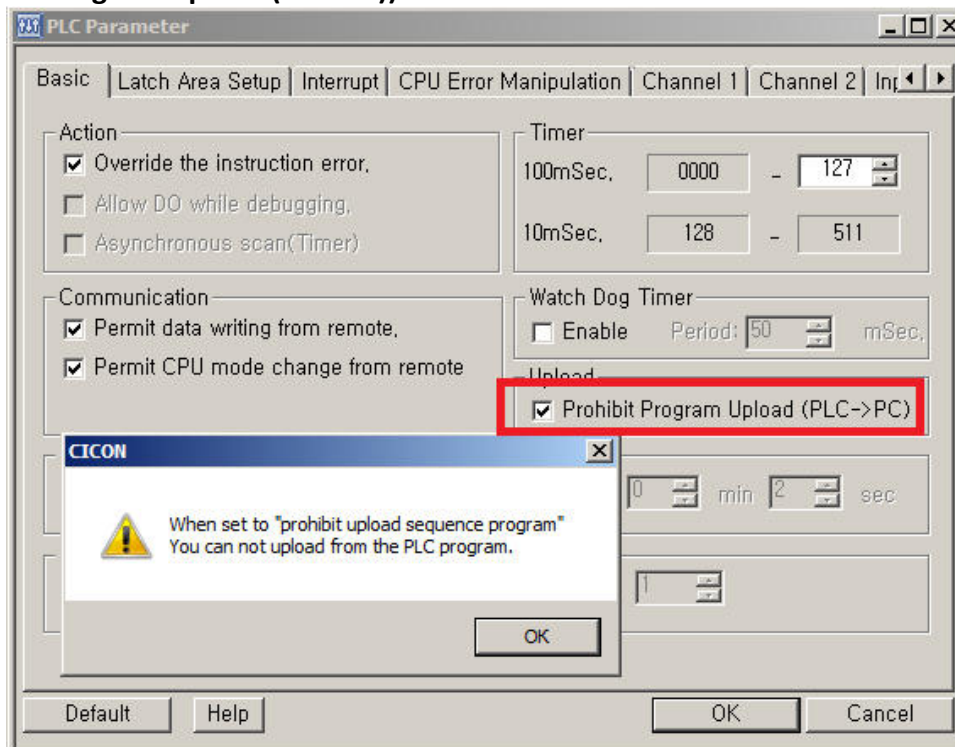 PLC Parameter
Basic Latch Area Setup Interrupt CPU Error Manipulation Channel 1 Channel 2
Action
Override the instruction error,
Allow DO while debugging,
Asynchronous scan(Timer)
Timer
100mSec, 0000 - 127
10mSec, 128 - 511
Communication
Permit data writing from remote,
Permit CPU mode change from remote
Watch Dog Timer
Enable Period: 50 mSec,
Upload
Prohibit Program Upload (PLC->PC)
CICON
When set to "prohibit upload sequence program"
You can not upload from the PLC program.
OK
0 min 2 sec
1
Default Help OK Cancel